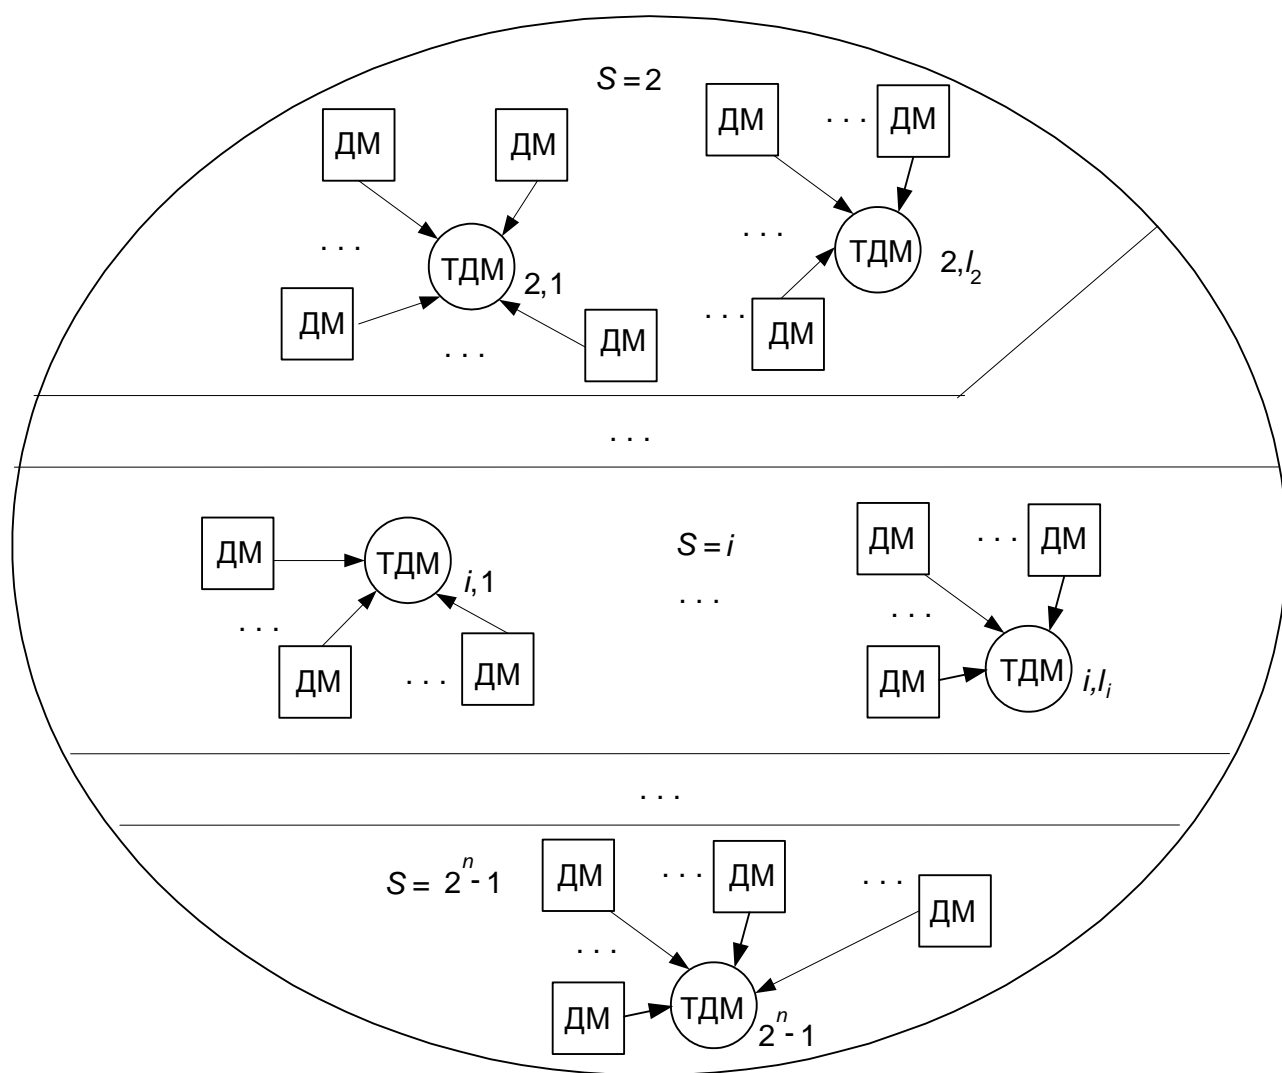 S = 2
ДМ ДМ ДМ . . . ДМ
. . . ТДМ 2,1 . . . ТДМ 2,l₂
ДМ . . . ДМ . . . ДМ
. . .
ДМ ТДМ i,1 S = i ДМ . . . ДМ
. . . . . . . . .
ДМ . . . ДМ ДМ ТДМ i,lᵢ
. . .
S = 2ⁿ- 1 ДМ . . . ДМ . . . ДМ
. . .
ДМ ТДМ 2ⁿ- 1